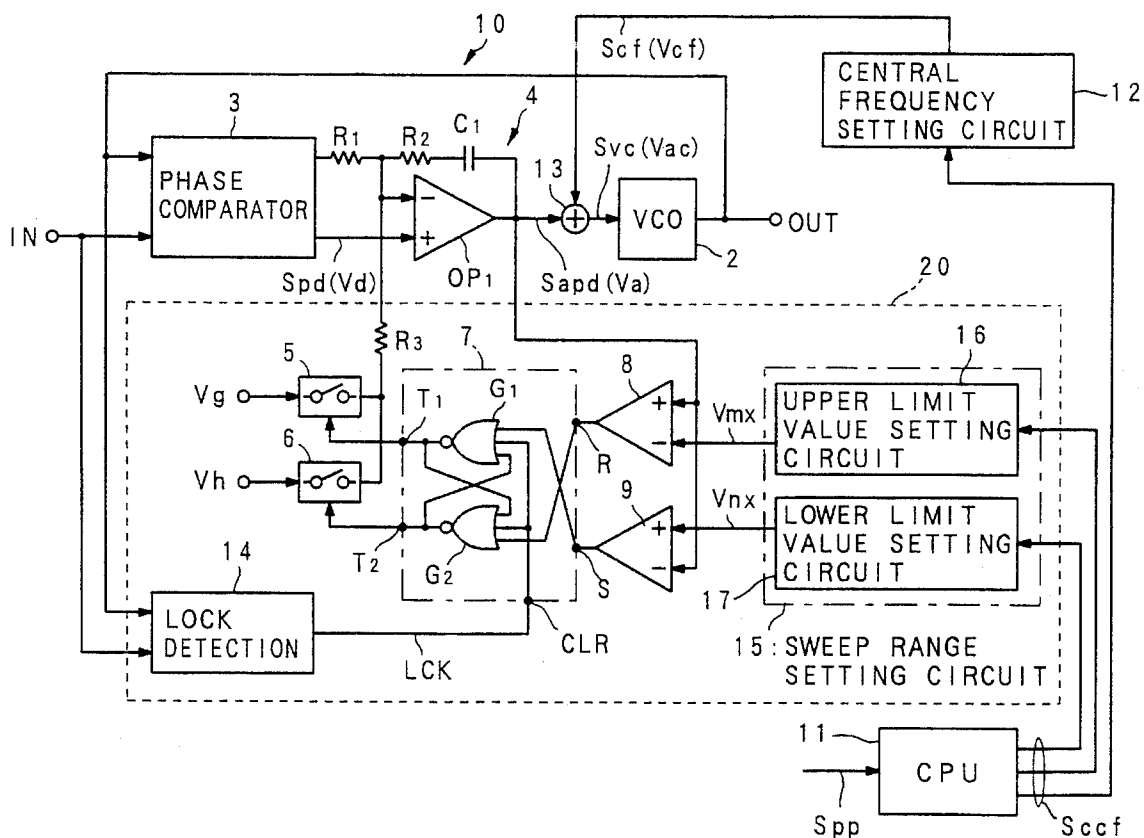 10
Scf(Vcf)
CENTRAL
FREQUENCY
SETTING CIRCUIT
12
3
R1
R2
C1
4
Svc(Vac)
13
PHASE
COMPARATOR
IN
−
+
OP1
+
VCO
2
OUT
Spd(Vd)
Sapd(Va)
20
R3
7
5
Vg
T1
G1
8
+
−
R
Vmx
16
UPPER LIMIT
VALUE SETTING
CIRCUIT
6
Vh
T2
G2
9
+
−
S
Vnx
LOWER LIMIT
VALUE SETTING
CIRCUIT
17
14
LOCK
DETECTION
LCK
CLR
15:SWEEP RANGE
SETTING CIRCUIT
11
CPU
Spp
Sccf